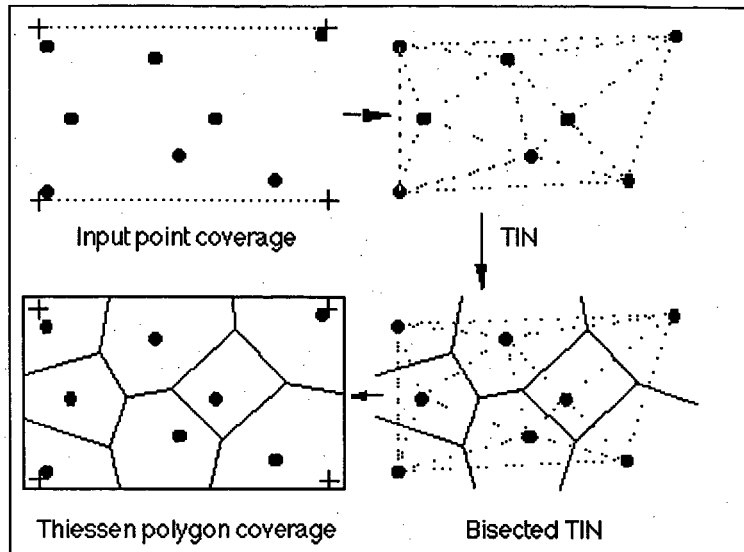 Input point coverage
TIN
Thiessen polygon coverage
Bisected TIN